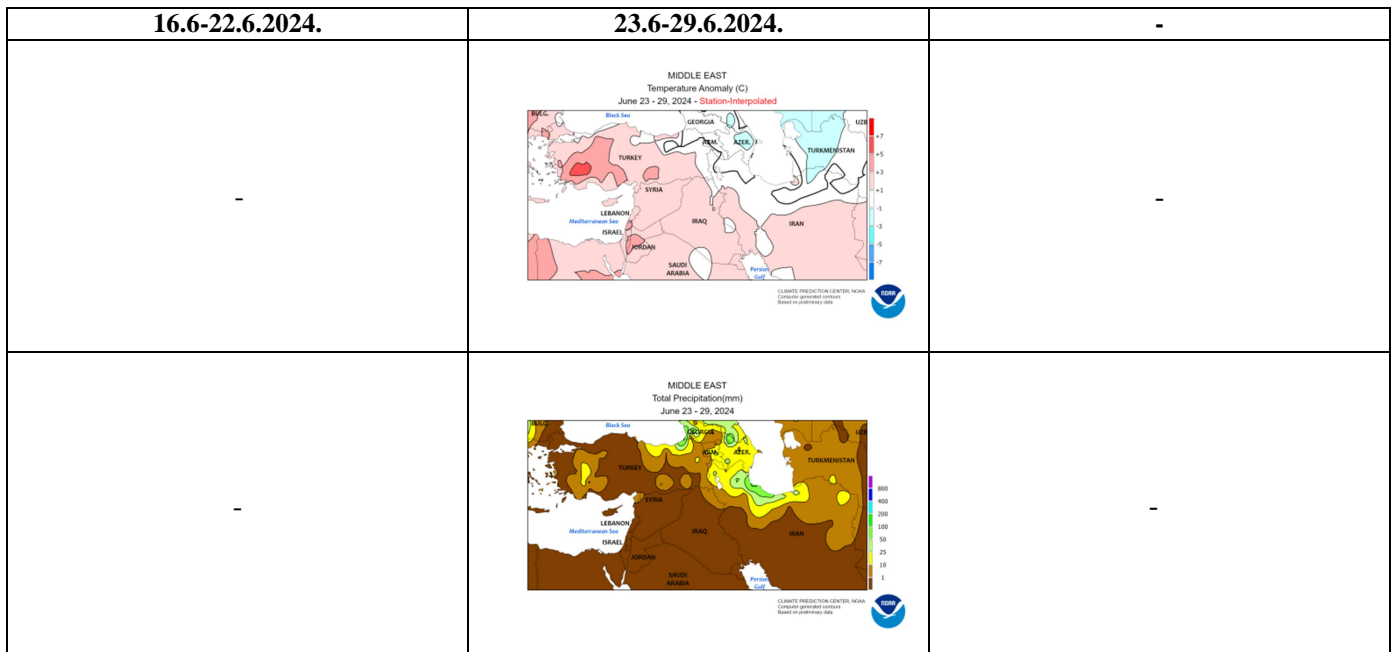 16.6-22.6.2024.
23.6-29.6.2024.
-
-
MIDDLE EAST
Temperature Anomaly (C)
June 23 - 29, 2024 - Station-Interpolated
BULG.
Black Sea
GEORGIA
UZB
ARM.
AZER.
TURKMENISTAN
TURKEY
SYRIA
LEBANON
Mediterranean Sea
ISRAEL
IRAQ
IRAN
JORDAN
SAUDI
ARABIA
Persian
Gulf
+7
+5
+3
+1
-1
-3
-5
-7
CLIMATE PREDICTION CENTER, NOAA
Computer generated contours
Based on preliminary data
NOAA
-
-
MIDDLE EAST
Total Precipitation(mm)
June 23 - 29, 2024
BULG.
Black Sea
GEORGIA
UZB
ARM.
AZER.
TURKMENISTAN
TURKEY
SYRIA
LEBANON
Mediterranean Sea
ISRAEL
IRAQ
IRAN
JORDAN
SAUDI
ARABIA
Persian
Gulf
800
400
200
100
50
25
10
1
CLIMATE PREDICTION CENTER, NOAA
Computer generated contours
Based on preliminary data
NOAA
-